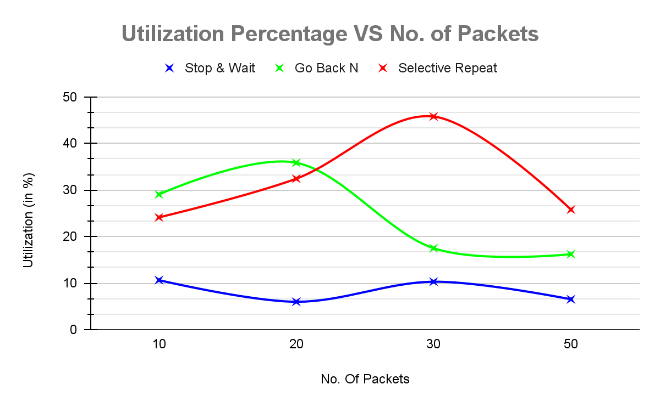 Utilization Percentage VS No. of Packets
Stop & Wait Go Back N Selective Repeat
50
40
30
20
10
0
Utilization (in %)
10 20 30 50
No. Of Packets